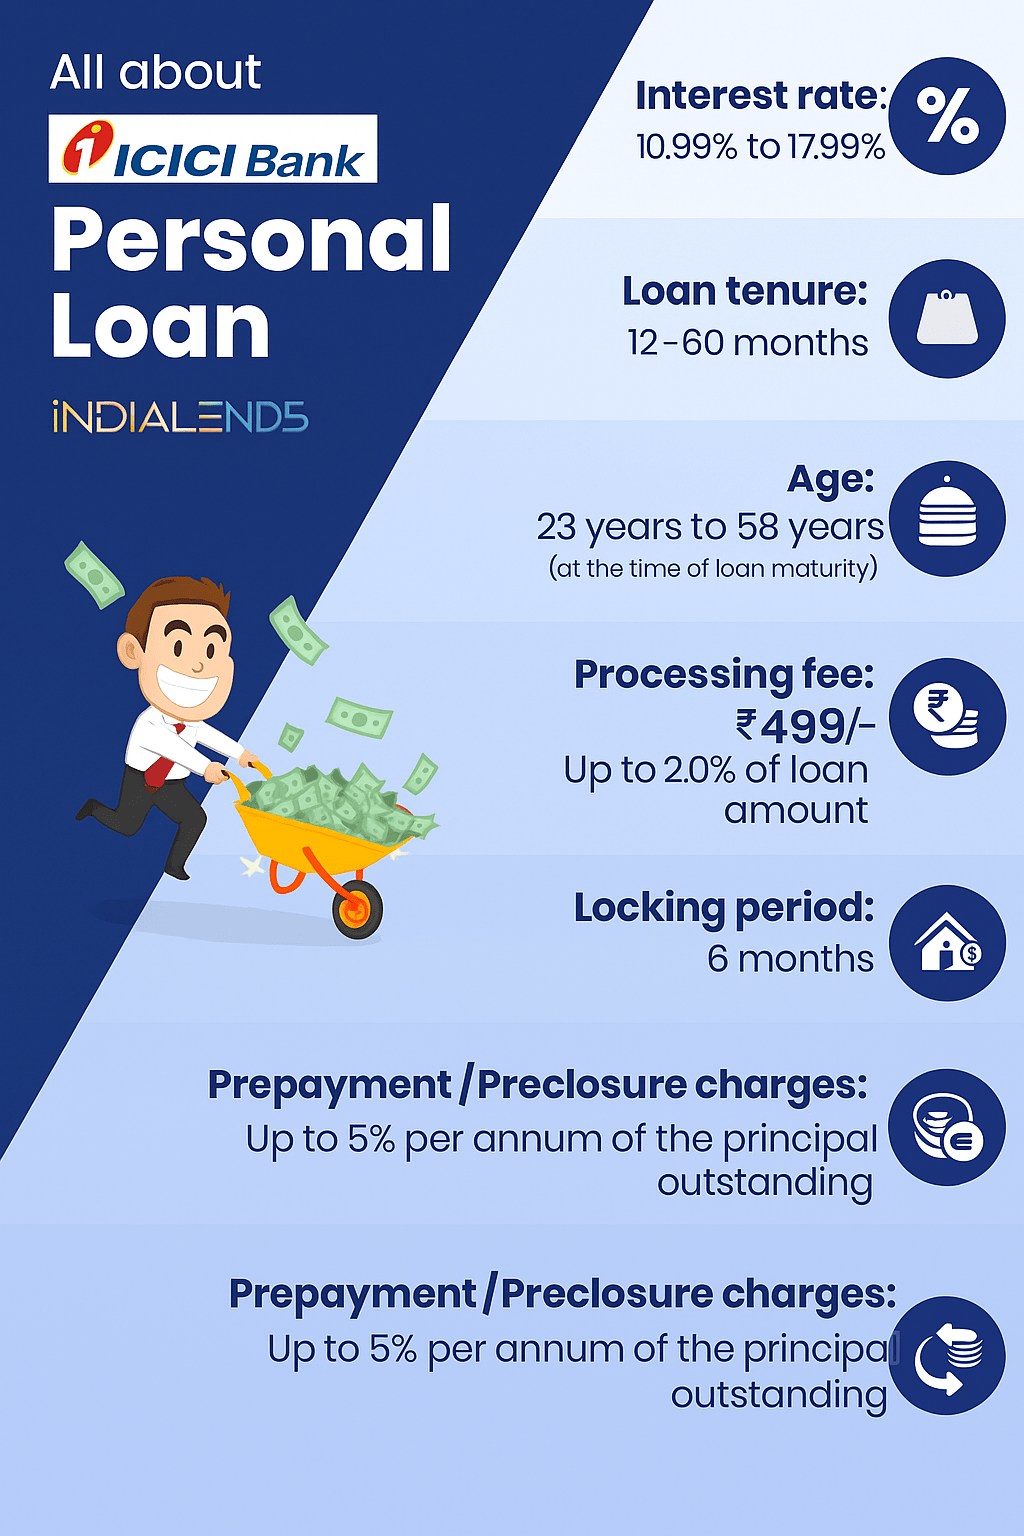 All about
ICICI Bank
Personal
Loan
iNDIALEND5
Interest rate:
10.99% to 17.99%
%
Loan tenure:
12-60 months
Age:
23 years to 58 years
(at the time of loan maturity)
Processing fee:
₹499/-
Up to 2.0% of loan
amount
₹
Locking period:
6 months
$
Prepayment/Preclosure charges:
Up to 5% per annum of the principal
outstanding
Prepayment/Preclosure charges:
Up to 5% per annum of the principal
outstanding